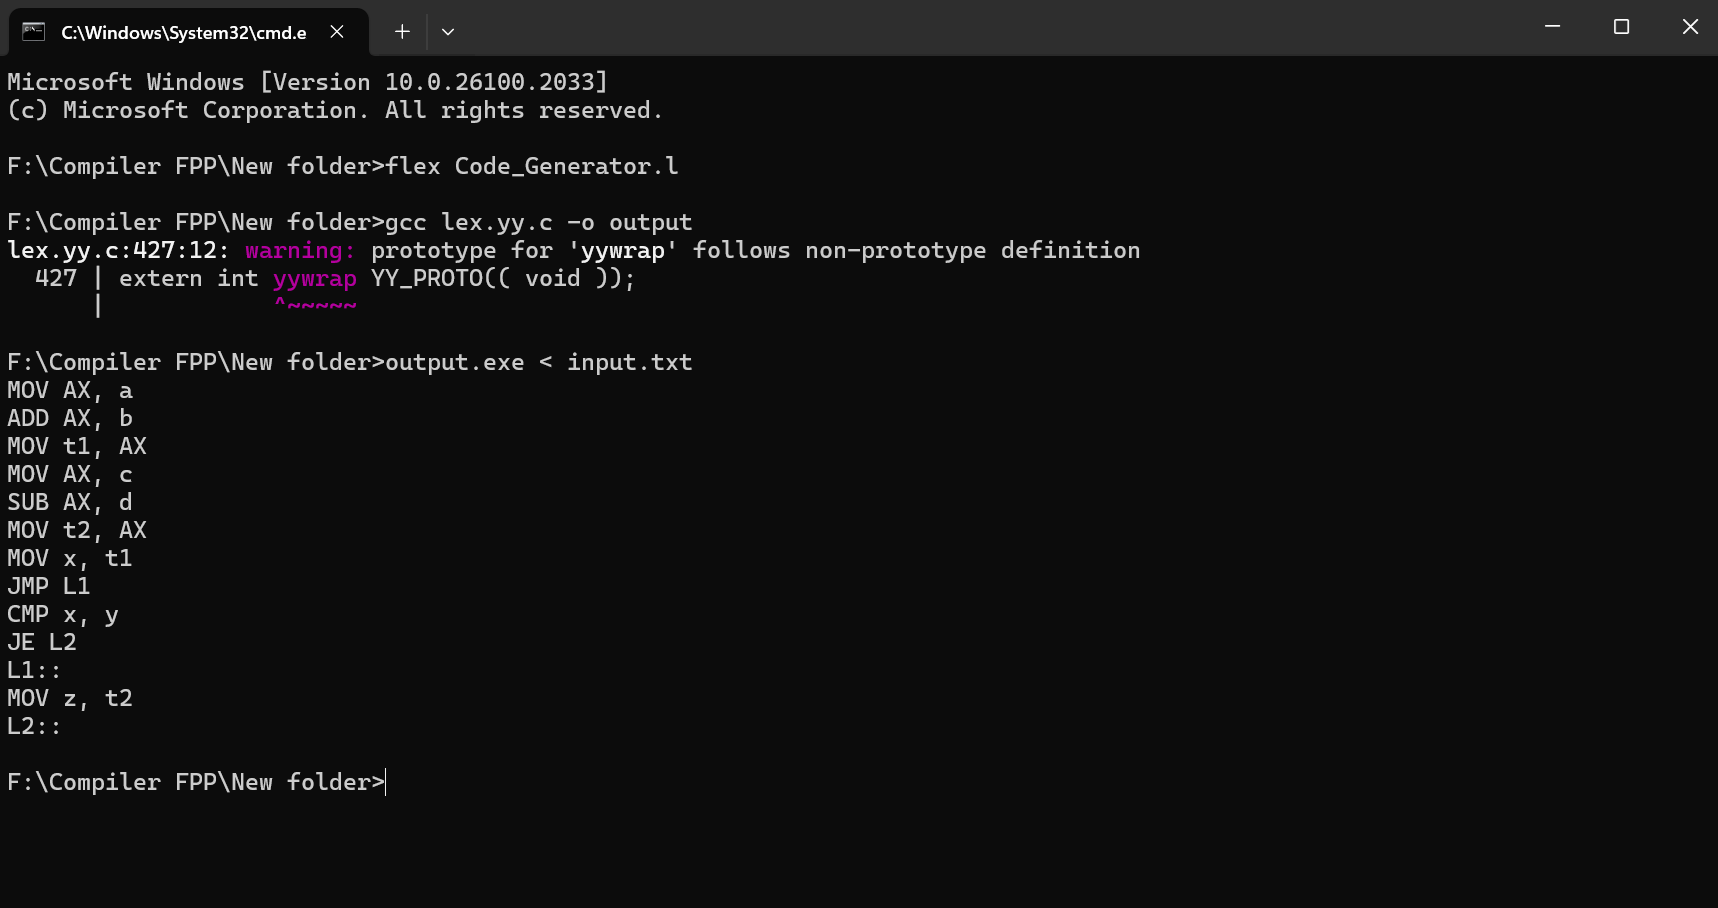 C:\Windows\System32\cmd.e
Microsoft Windows [Version 10.0.26100.2033]
(c) Microsoft Corporation. All rights reserved.
F:\Compiler FPP\New folder>flex Code_Generator.l
F:\Compiler FPP\New folder>gcc lex.yy.c -o output
lex.yy.c:427:12: warning: prototype for 'yywrap' follows non-prototype definition
  427 | extern int yywrap YY_PROTO(( void ));
      |            ^~~~~~
F:\Compiler FPP\New folder>output.exe < input.txt
MOV AX, a
ADD AX, b
MOV t1, AX
MOV AX, c
SUB AX, d
MOV t2, AX
MOV x, t1
JMP L1
CMP x, y
JE L2
L1::
MOV z, t2
L2::
F:\Compiler FPP\New folder>